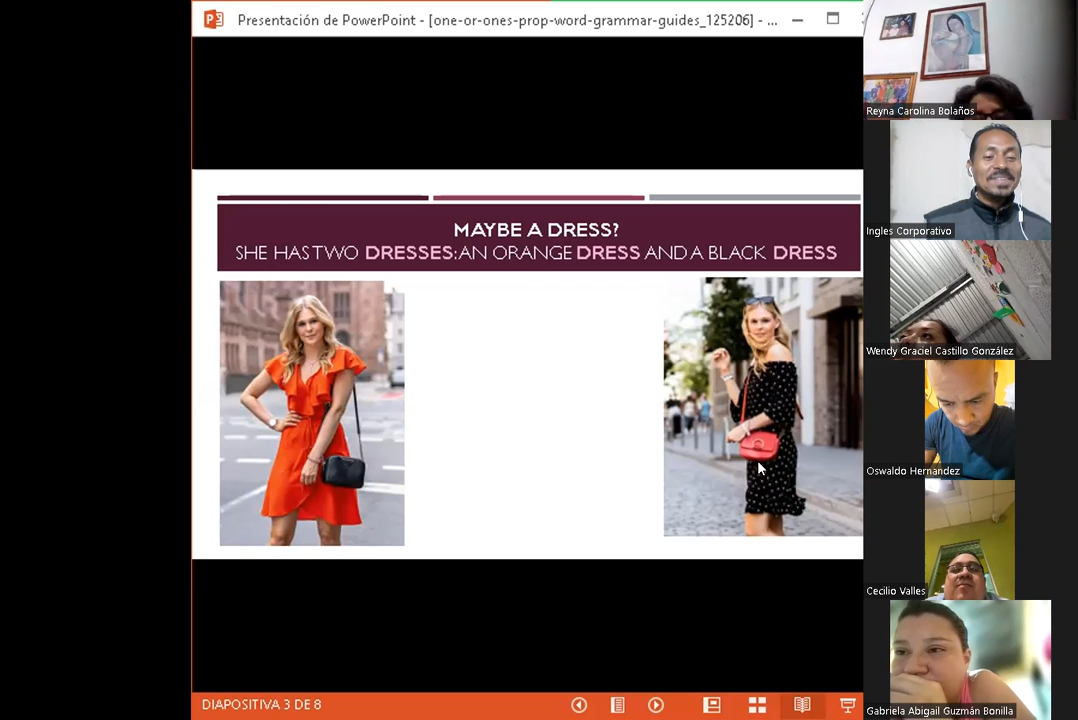 Presentación de PowerPoint - [one-or-ones-prop-word-grammar-guides_125206] - ...
MAYBE A DRESS?
SHE HAS TWO DRESSES: AN ORANGE DRESS AND A BLACK DRESS
DIAPOSITIVA 3 DE 8
Reyna Carolina Bolaños
Ingles Corporativo
Wendy Graciel Castillo González
Oswaldo Hernandez
Cecilio Valles
Gabriela Abigail Guzmán Bonilla